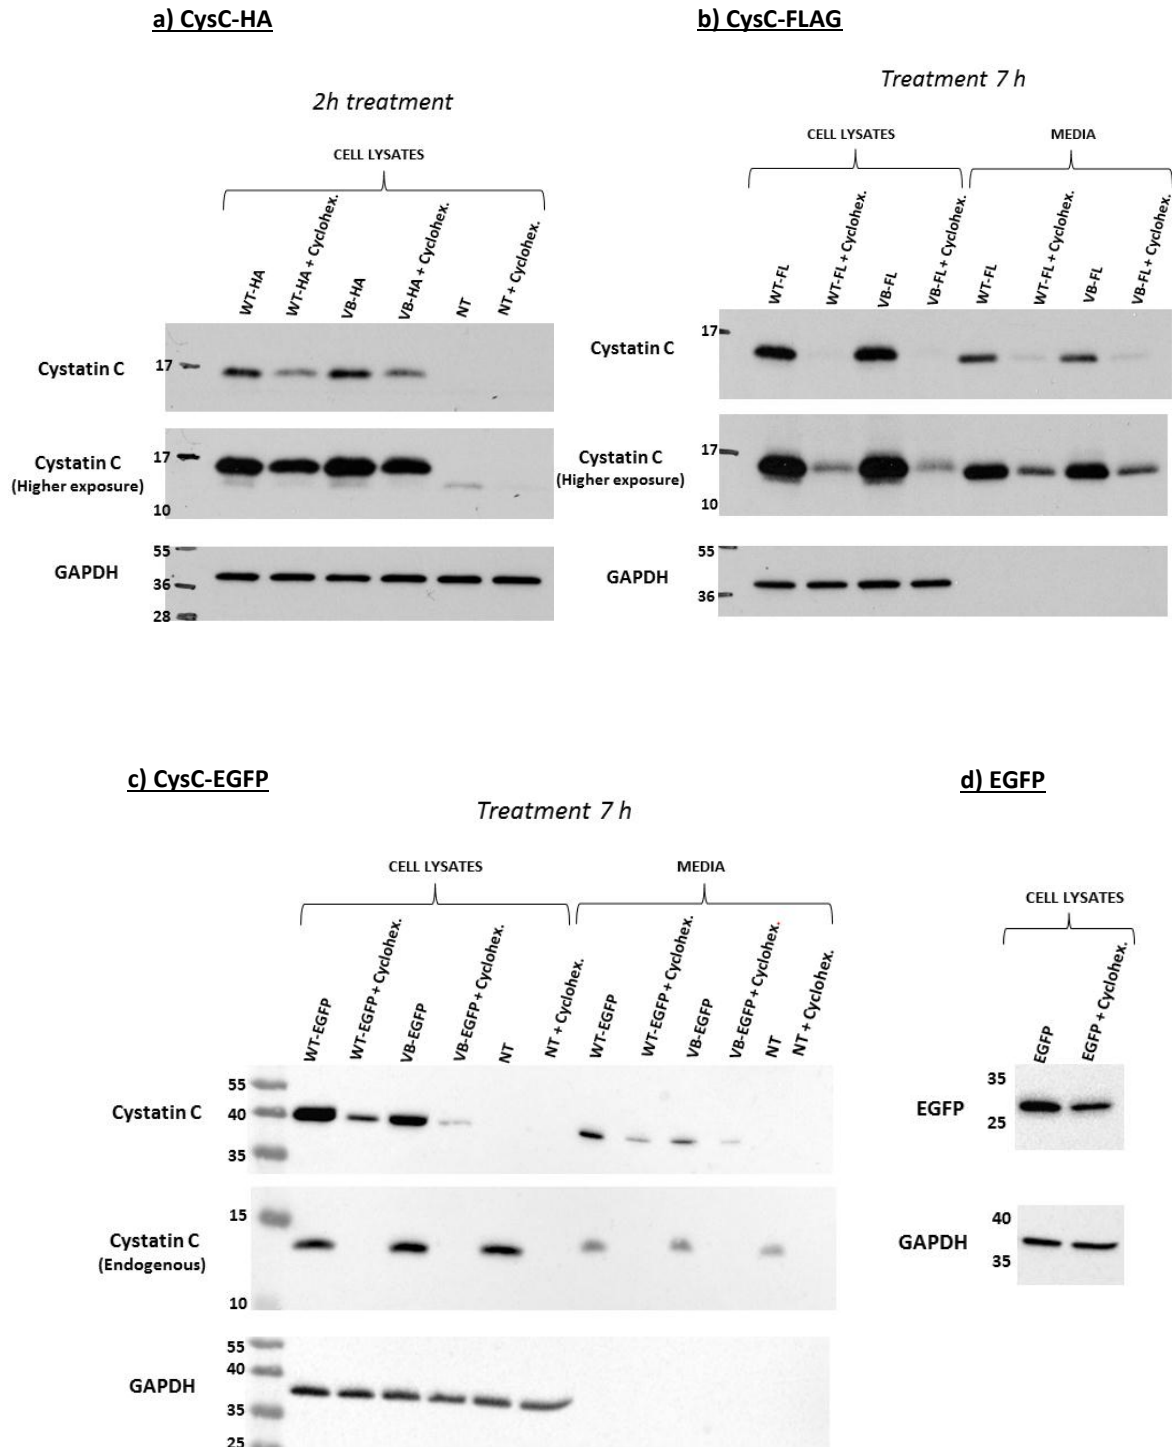 a) CysC-HA
2h treatment
CELL LYSATES
WT-HA
WT-HA + Cyclohex.
VB-HA
VB-HA + Cyclohex.
NT
NT + Cyclohex.
Cystatin C
17
Cystatin C
(Higher exposure)
17
10
GAPDH
55
36
28
b) CysC-FLAG
Treatment 7 h
CELL LYSATES
MEDIA
WT-FL
WT-FL + Cyclohex.
VB-FL
VB-FL + Cyclohex.
WT-FL
WT-FL + Cyclohex.
VB-FL
VB-FL + Cyclohex.
Cystatin C
17
Cystatin C
(Higher exposure)
17
10
GAPDH
55
36
c) CysC-EGFP
Treatment 7 h
CELL LYSATES
MEDIA
WT-EGFP
WT-EGFP + Cyclohex.
VB-EGFP
VB-EGFP + Cyclohex.
NT
NT + Cyclohex.
WT-EGFP
WT-EGFP + Cyclohex.
VB-EGFP
VB-EGFP + Cyclohex.
NT
NT + Cyclohex.
Cystatin C
55
40
35
Cystatin C
(Endogenous)
15
10
GAPDH
55
40
35
25
d) EGFP
CELL LYSATES
EGFP
EGFP + Cyclohex.
EGFP
35
25
GAPDH
40
35